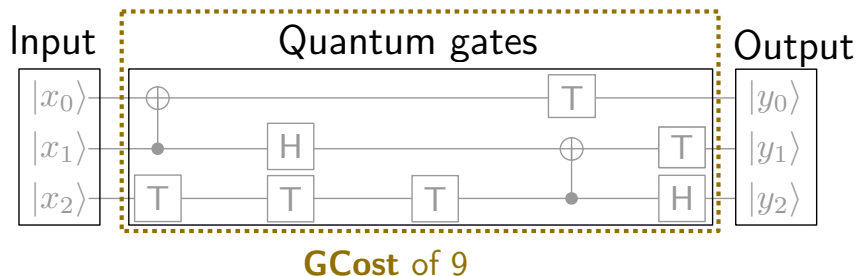 Input Quantum gates Output
|x₀⟩ T |y₀⟩
|x₁⟩ H T |y₁⟩
|x₂⟩ T T T H |y₂⟩
GCost of 9